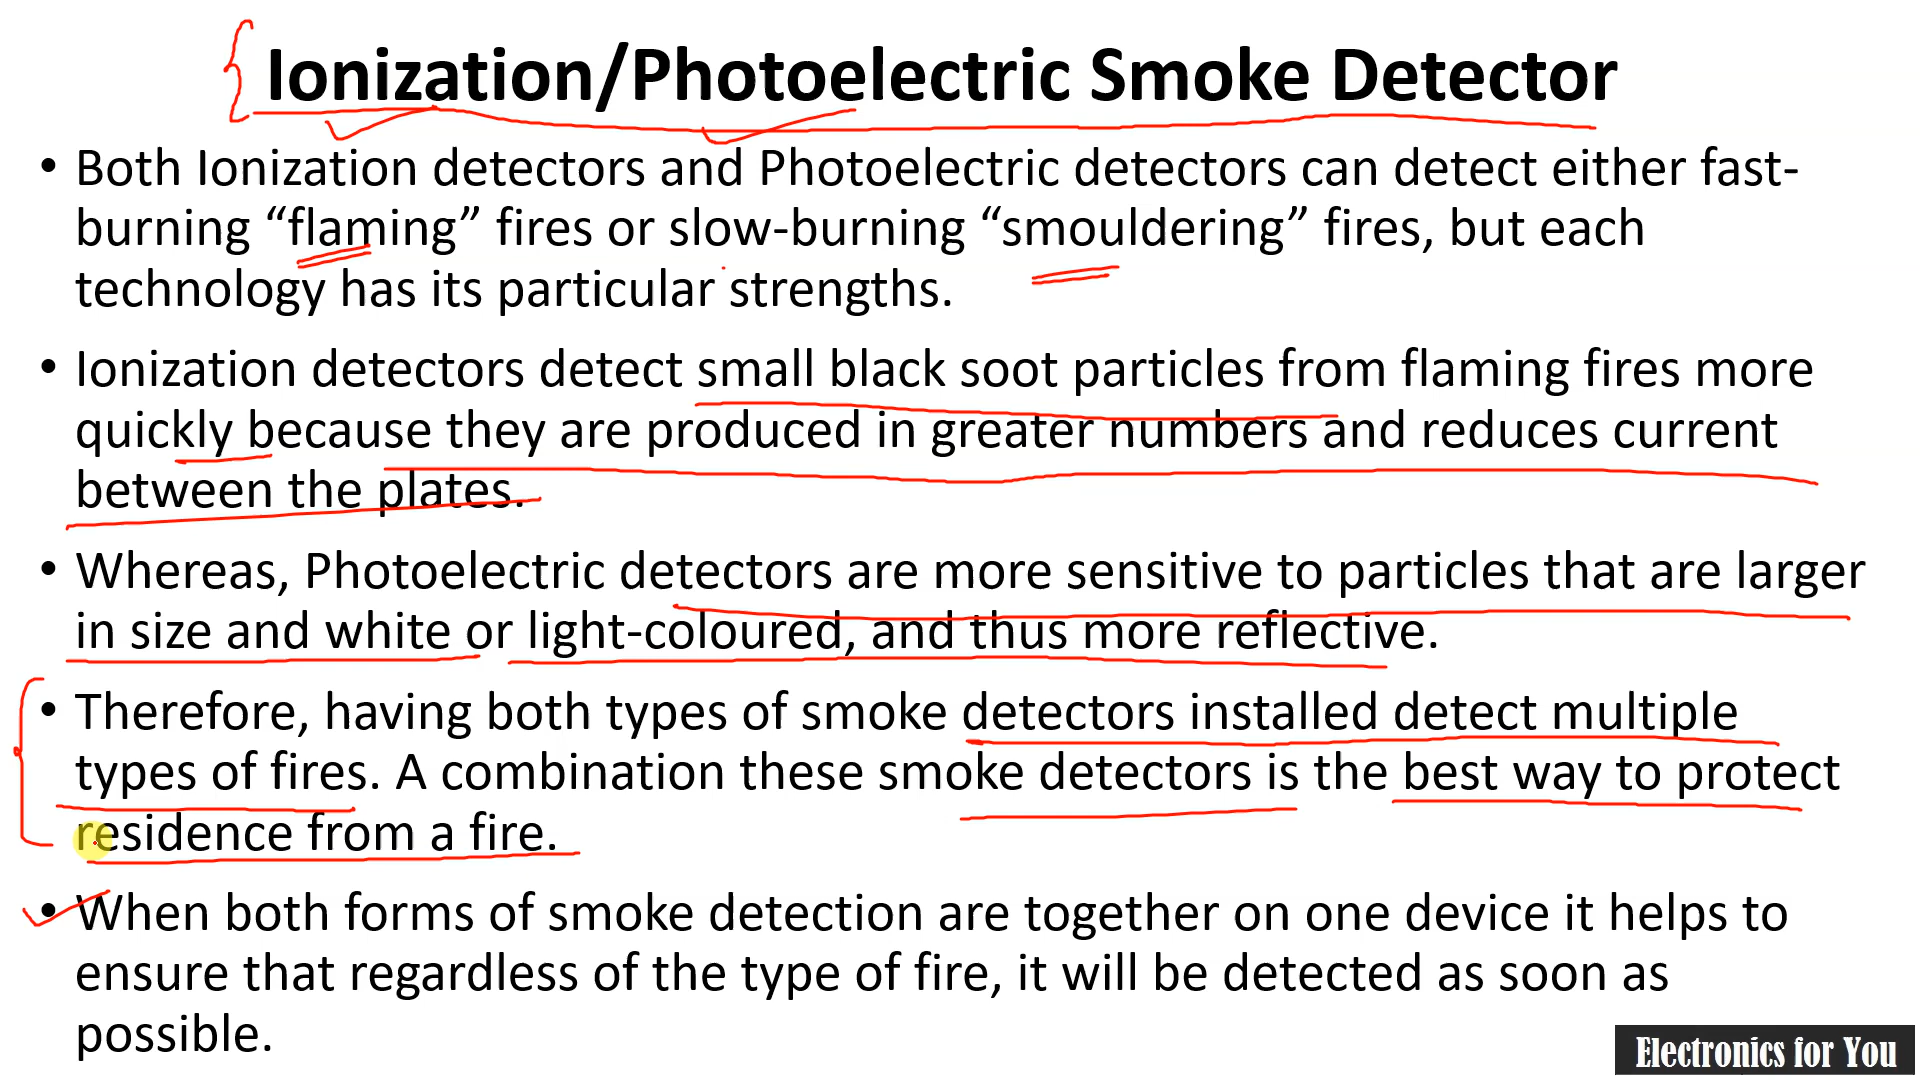 Ionization/Photoelectric Smoke Detector
• Both Ionization detectors and Photoelectric detectors can detect either fast-
burning “flaming” fires or slow-burning “smouldering” fires, but each
technology has its particular strengths.
• Ionization detectors detect small black soot particles from flaming fires more
quickly because they are produced in greater numbers and reduces current
between the plates.
• Whereas, Photoelectric detectors are more sensitive to particles that are larger
in size and white or light-coloured, and thus more reflective.
• Therefore, having both types of smoke detectors installed detect multiple
types of fires. A combination these smoke detectors is the best way to protect
residence from a fire.
• When both forms of smoke detection are together on one device it helps to
ensure that regardless of the type of fire, it will be detected as soon as
possible.
Electronics for You